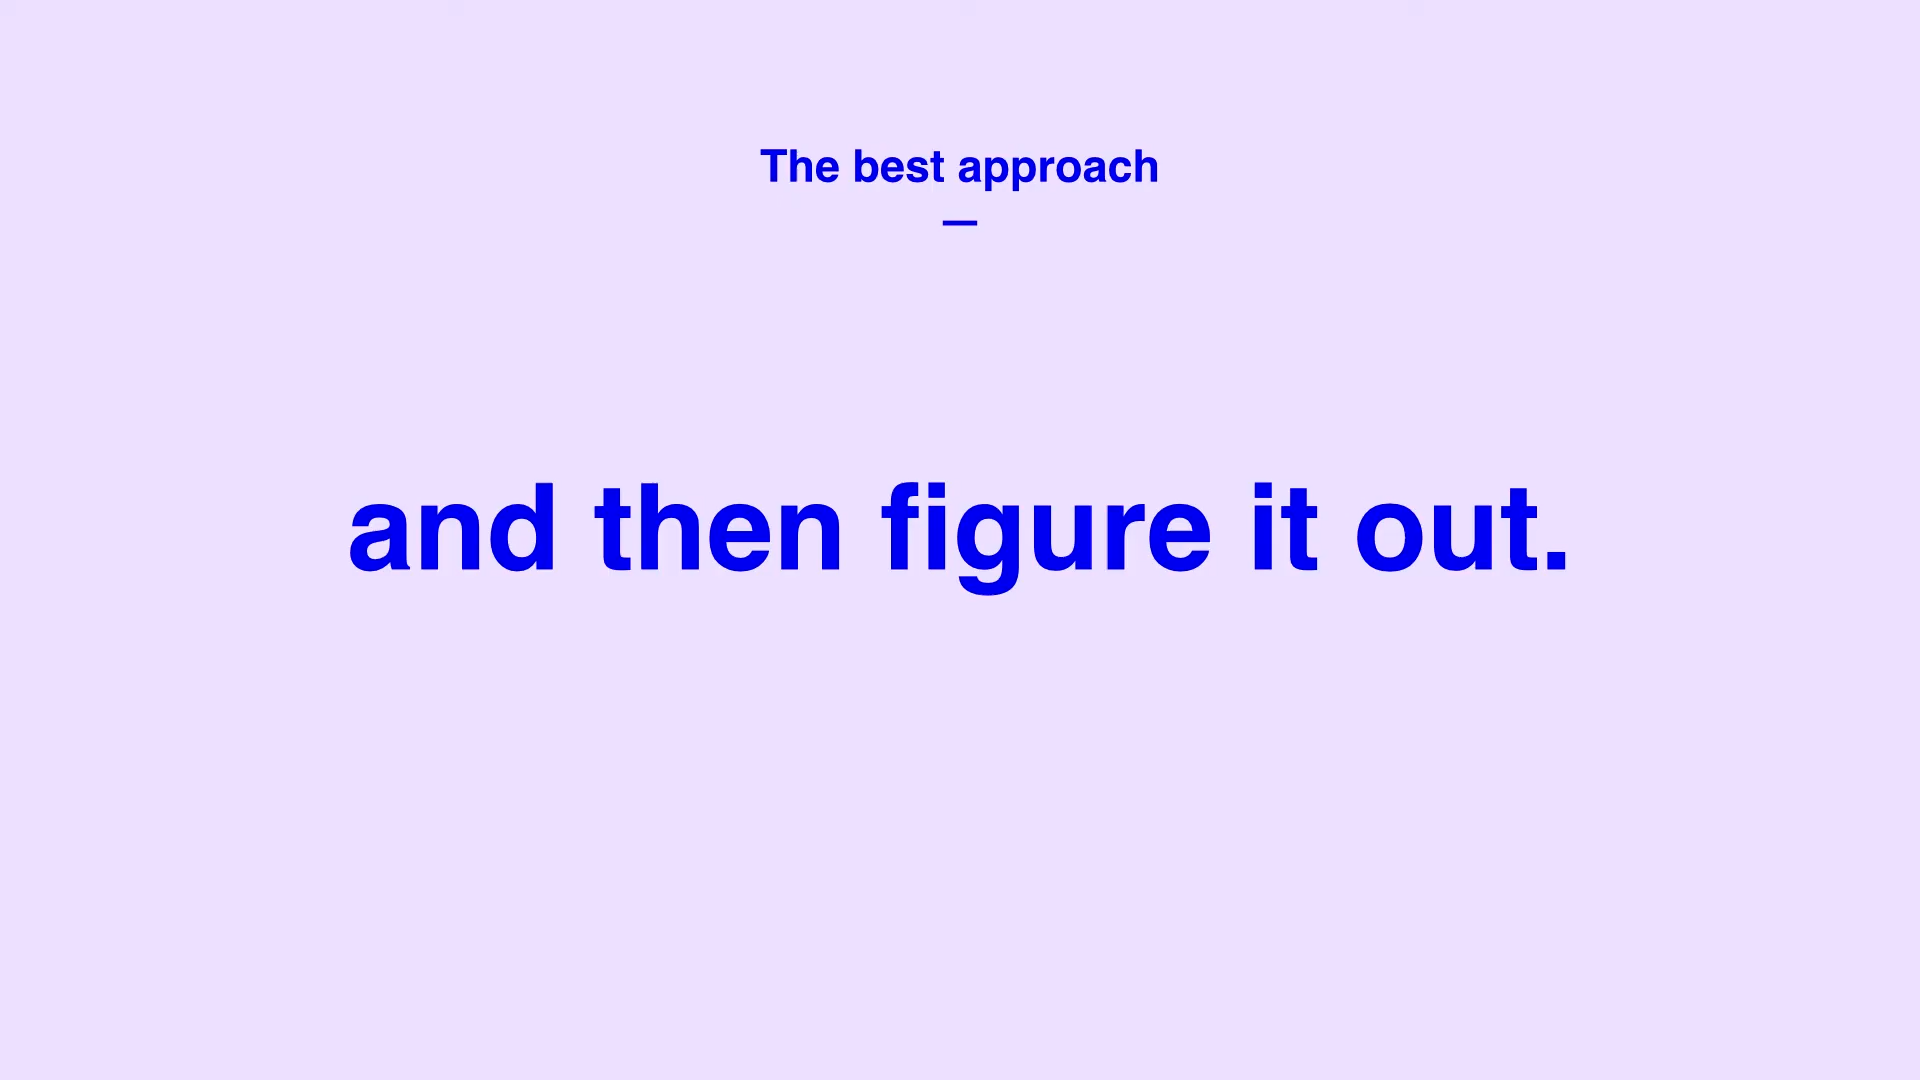 The best approach
—
and then figure it out.